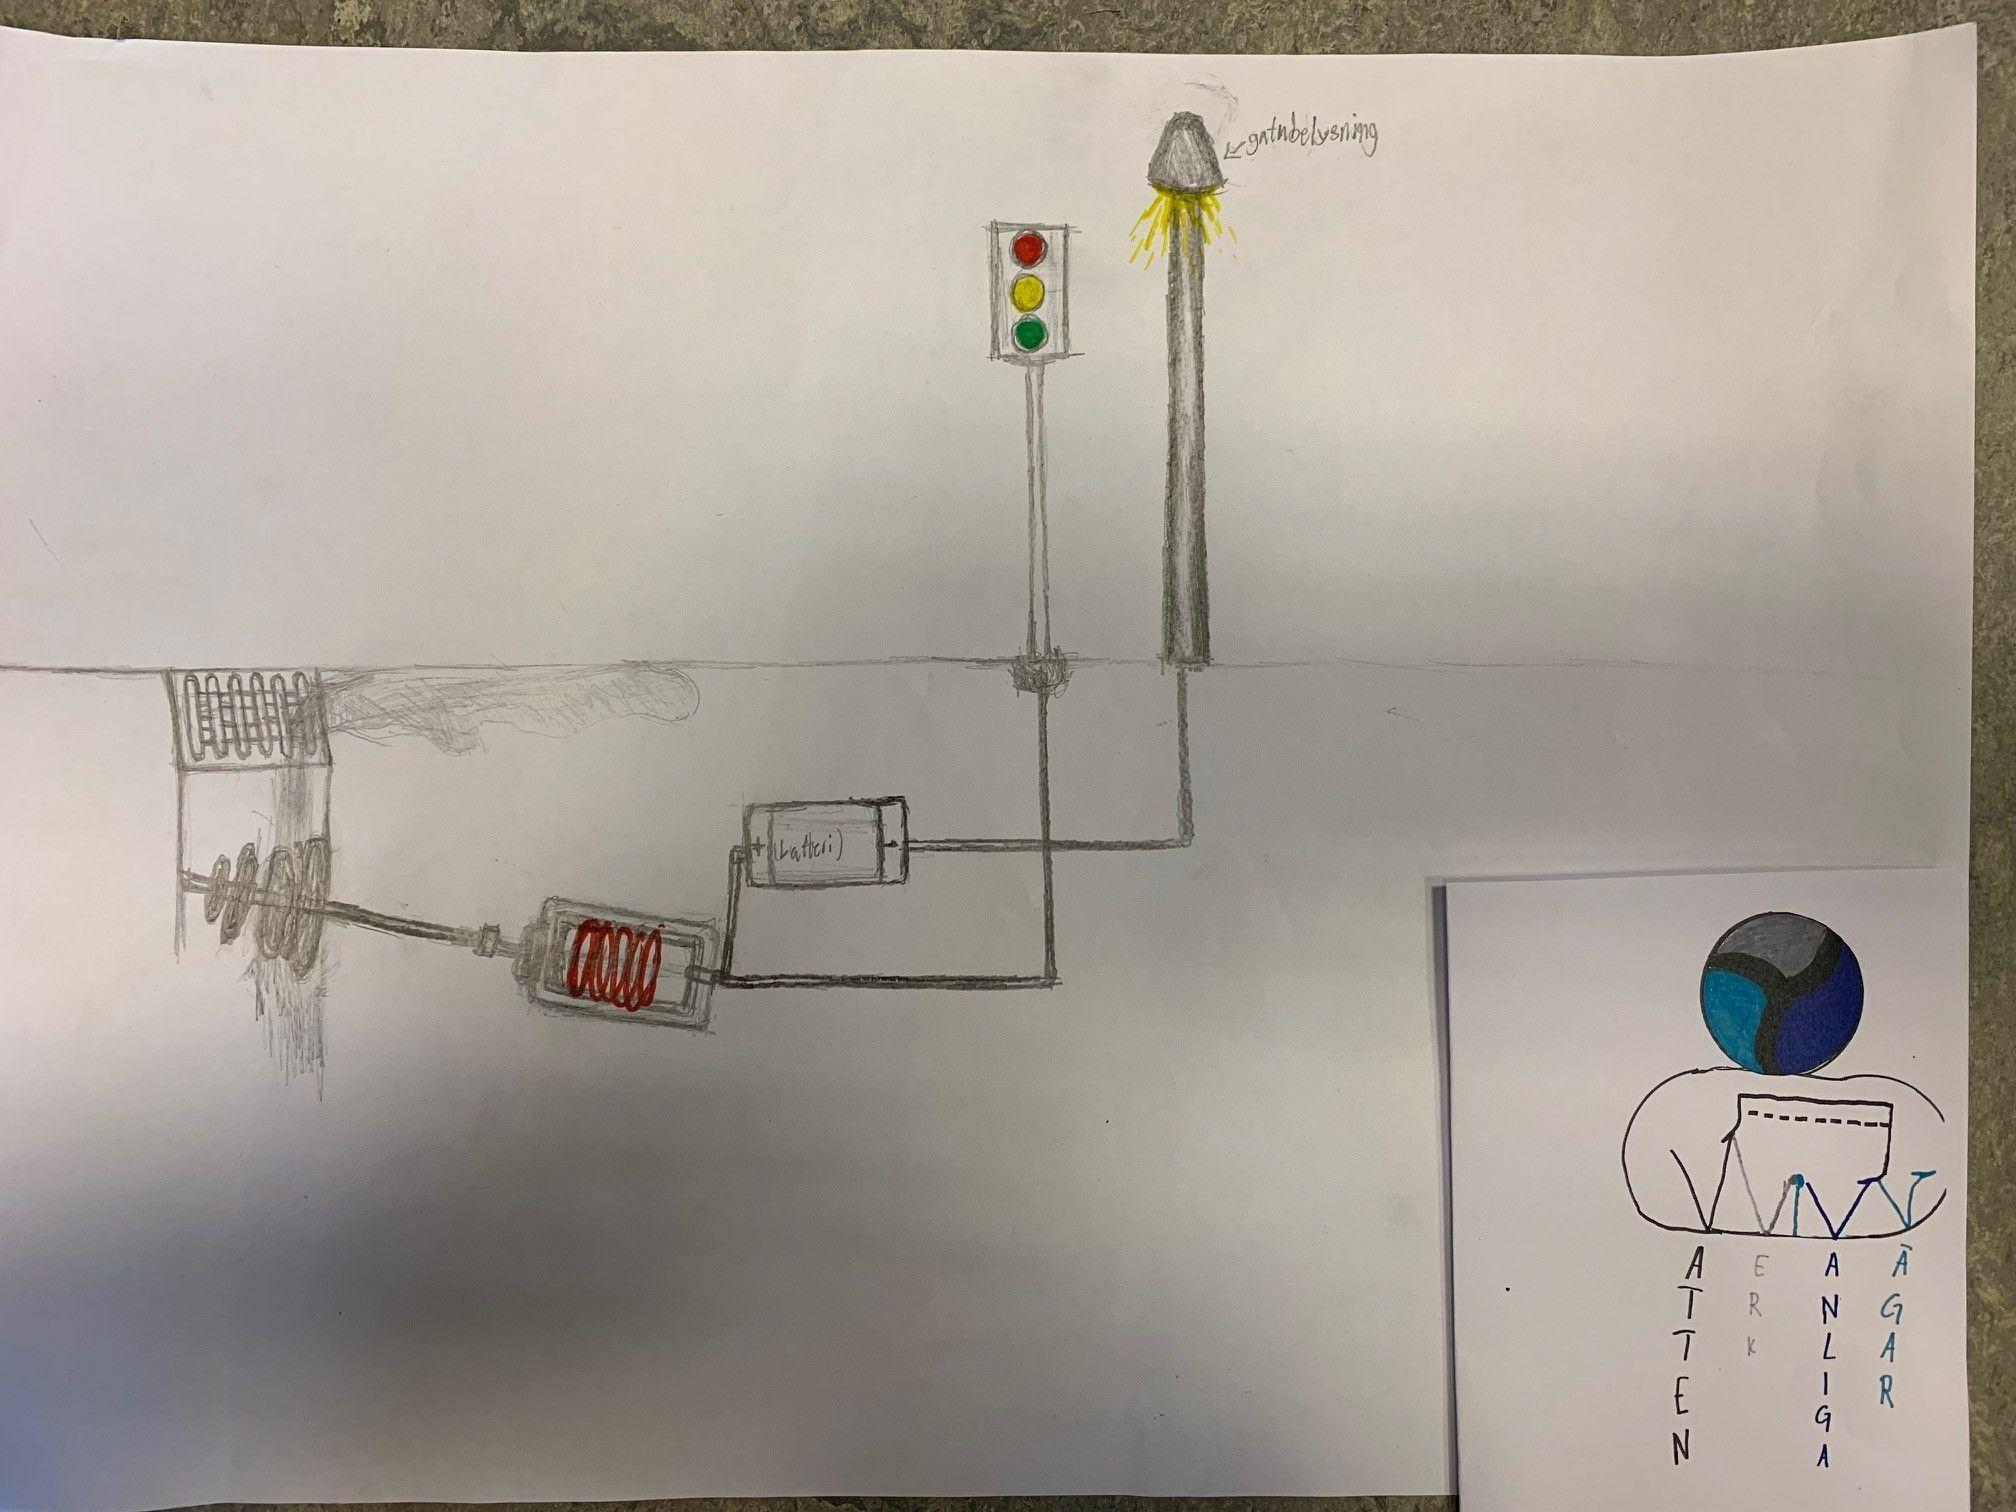 gatubelysning
+ (batteri) -
ATTEN
ERK
ANLIGA
ÄGAR